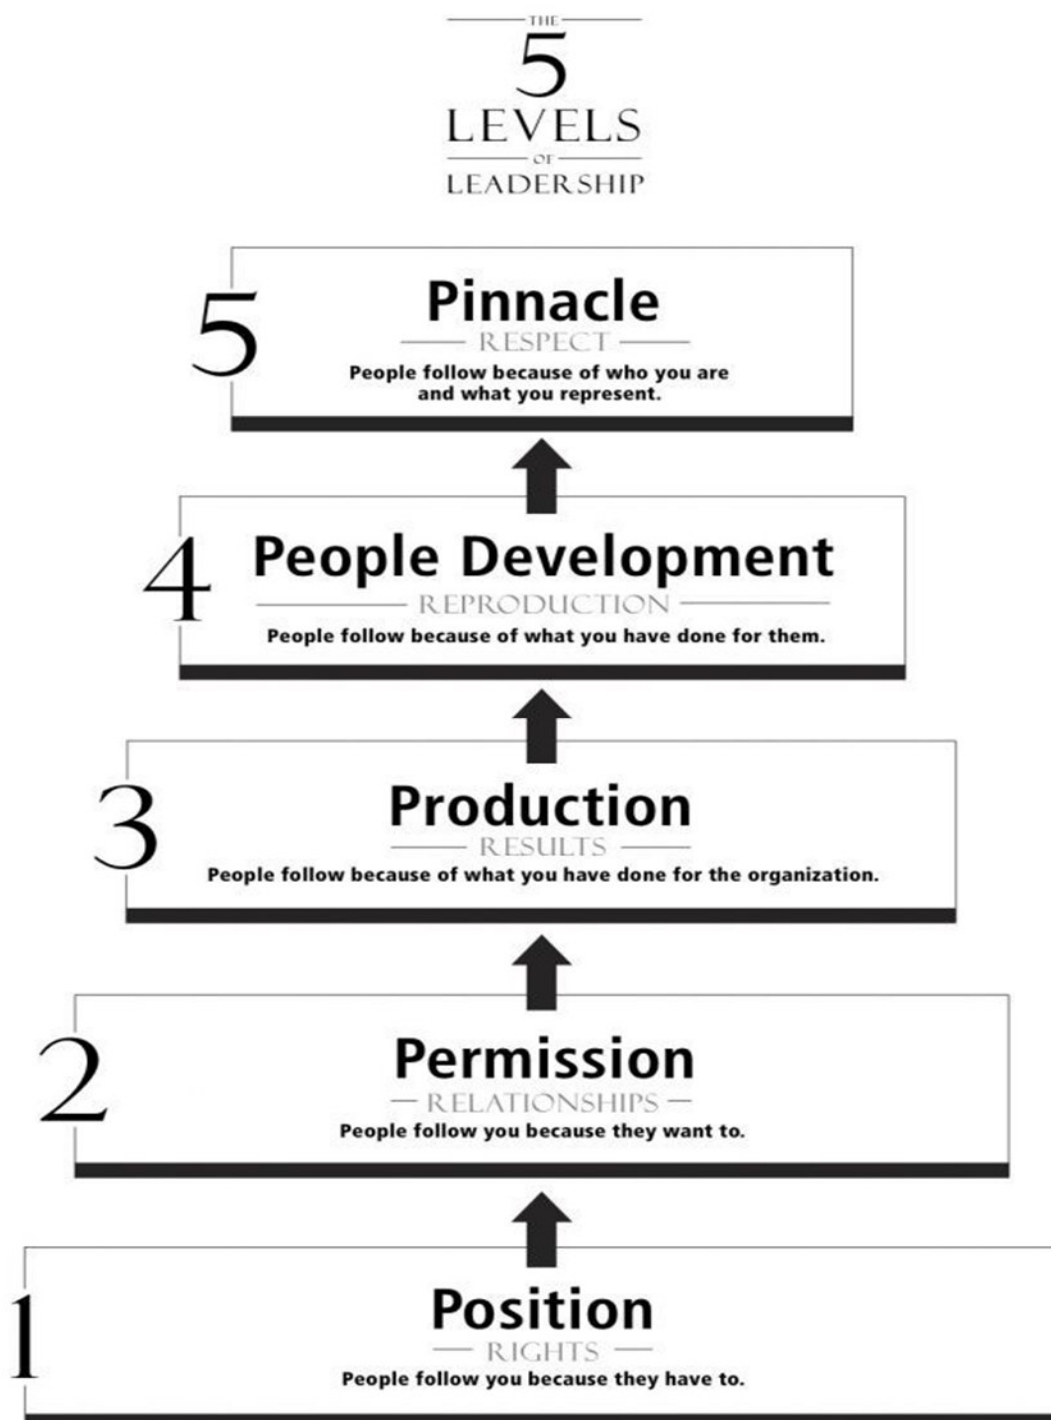 THE
5
LEVELS
OF
LEADERSHIP
5
Pinnacle
RESPECT
People follow because of who you are
and what you represent.
4
People Development
REPRODUCTION
People follow because of what you have done for them.
3
Production
RESULTS
People follow because of what you have done for the organization.
2
Permission
RELATIONSHIPS
People follow you because they want to.
1
Position
RIGHTS
People follow you because they have to.